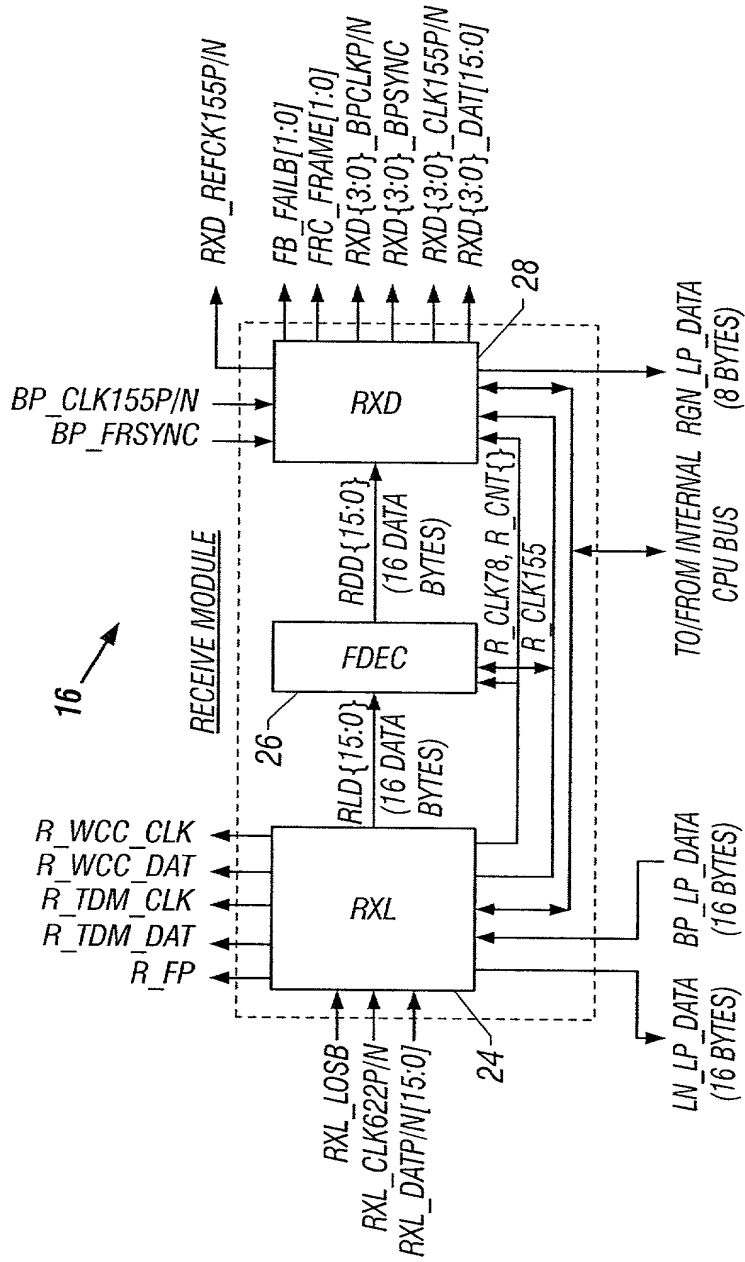 16
RECEIVE MODULE
R_WCC_CLK
R_WCC_DAT
R_TDM_CLK
R_TDM_DAT
R_FP
BP_CLK155P/N
BP_FRSYNC
RXD_REFCK155P/N
FB_FAILB[1:0]
FRC_FRAME[1:0]
RXD{3:0}_BPCLKP/N
RXD{3:0}_BPSYNC
RXD{3:0}_CLK155P/N
RXD{3:0}_DAT[15:0]
RXL_LOSB
RXL_CLK622P/N
RXL_DATP/N[15:0]
RXL
24
RLD{15:0}
(16 DATA
BYTES)
26
FDEC
RDD{15:0}
(16 DATA
BYTES)
RXD
28
R_CLK78, R_CNT{}
R_CLK155
LN_LP_DATA
(16 BYTES)
BP_LP_DATA
(16 BYTES)
TO/FROM INTERNAL
CPU BUS
RGN_LP_DATA
(8 BYTES)